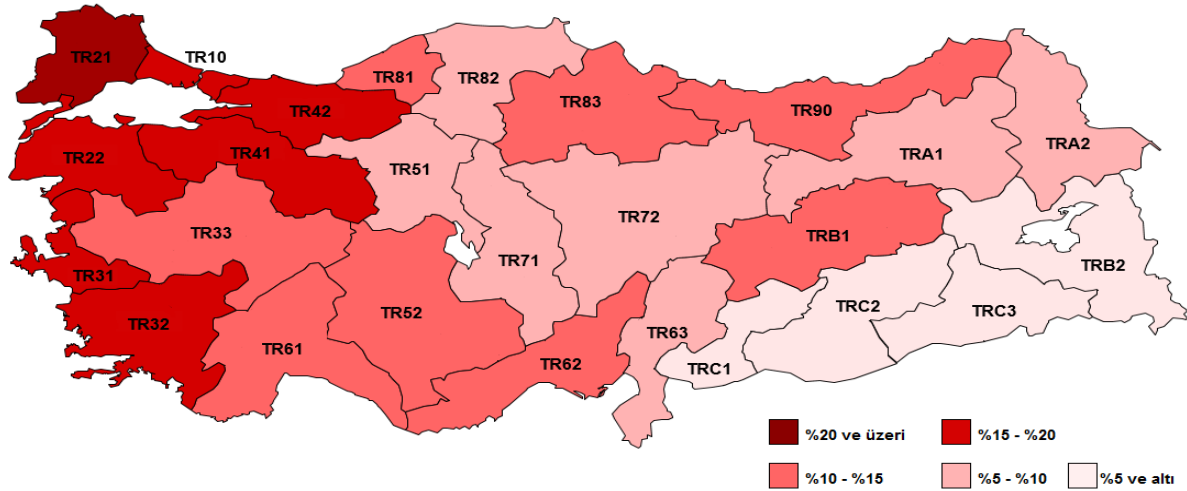 TR21
TR10
TR81
TR82
TR42
TR83
TR90
TR22
TR41
TR51
TRA1
TRA2
TR33
TR72
TRB1
TR31
TR71
TRB2
TR32
TR52
TRC2
TRC3
TR61
TR62
TR63
TRC1
%20 ve üzeri
%15 - %20
%10 - %15
%5 - %10
%5 ve altı